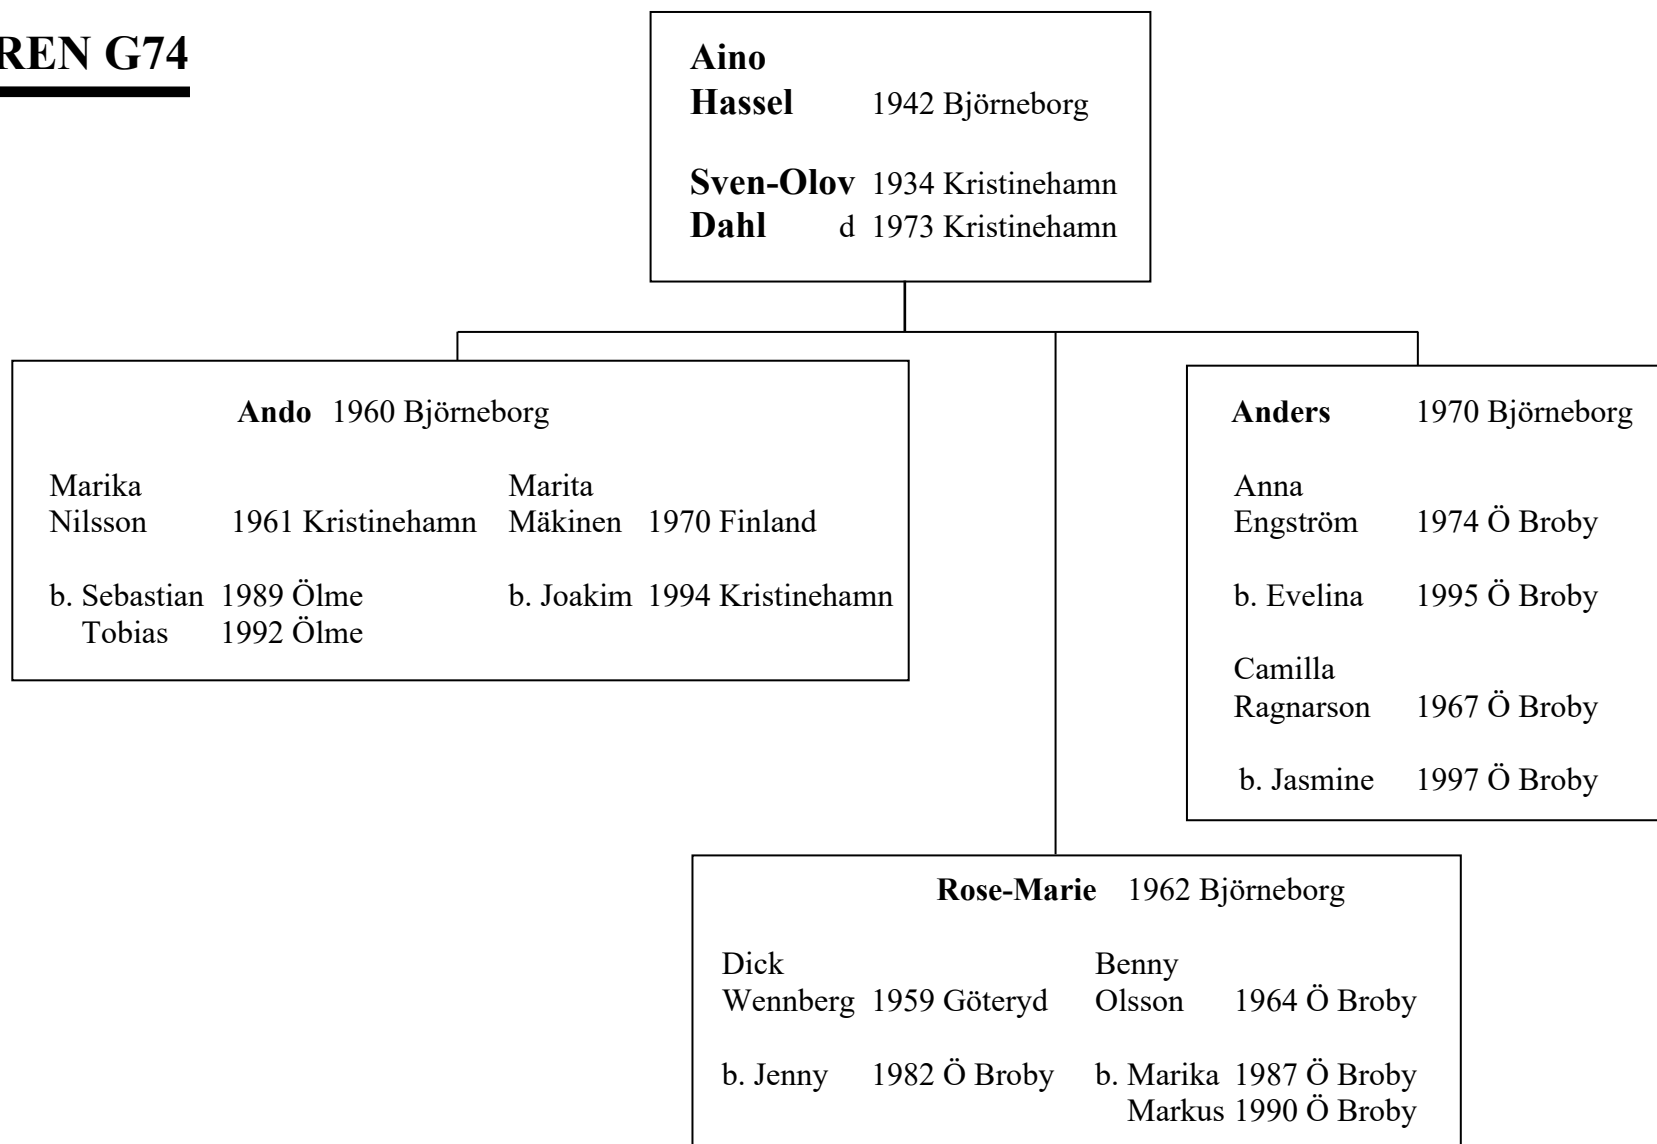 REN G74
Aino
Hassel 1942 Björneborg
Sven-Olov 1934 Kristinehamn
Dahl d 1973 Kristinehamn
Ando 1960 Björneborg
Marika Marita
Nilsson 1961 Kristinehamn Mäkinen 1970 Finland
b. Sebastian 1989 Ölme b. Joakim 1994 Kristinehamn
Tobias 1992 Ölme
Anders 1970 Björneborg
Anna
Engström 1974 Ö Broby
b. Evelina 1995 Ö Broby
Camilla
Ragnarson 1967 Ö Broby
b. Jasmine 1997 Ö Broby
Rose-Marie 1962 Björneborg
Dick Benny
Wennberg 1959 Göteryd Olsson 1964 Ö Broby
b. Jenny 1982 Ö Broby b. Marika 1987 Ö Broby
Markus 1990 Ö Broby